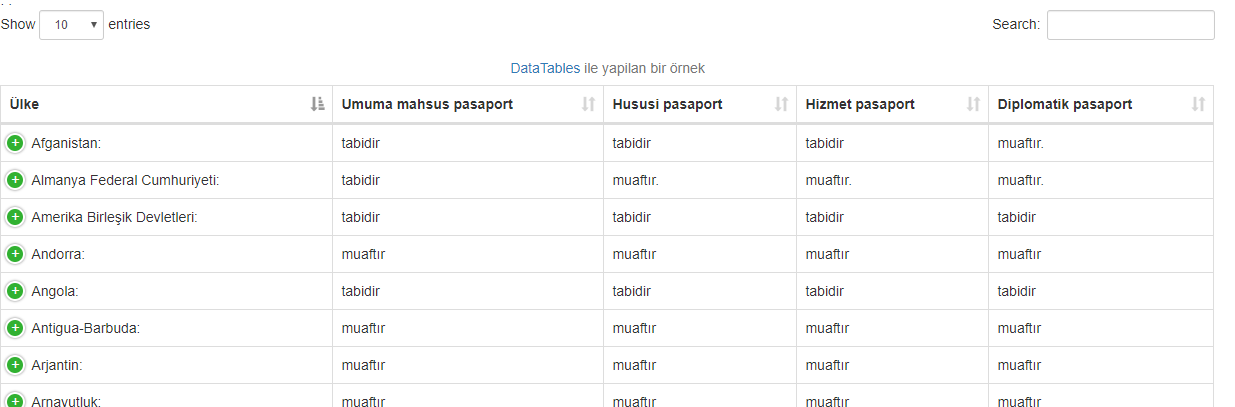 Show 10 entries Search:
DataTables ile yapilan bir örnek
Ülke Umuma mahsus pasaport Hususi pasaport Hizmet pasaport Diplomatik pasaport
Afganistan: tabidir tabidir tabidir muaftır.
Almanya Federal Cumhuriyeti: tabidir muaftır. muaftır. muaftır.
Amerika Birleşik Devletleri: tabidir tabidir tabidir tabidir
Andorra: muaftır muaftır muaftır muaftır
Angola: tabidir tabidir tabidir tabidir
Antigua-Barbuda: muaftır muaftır muaftır muaftır
Arjantin: muaftır muaftır muaftır muaftır
Arnavutluk: muaftır muaftır muaftır muaftır